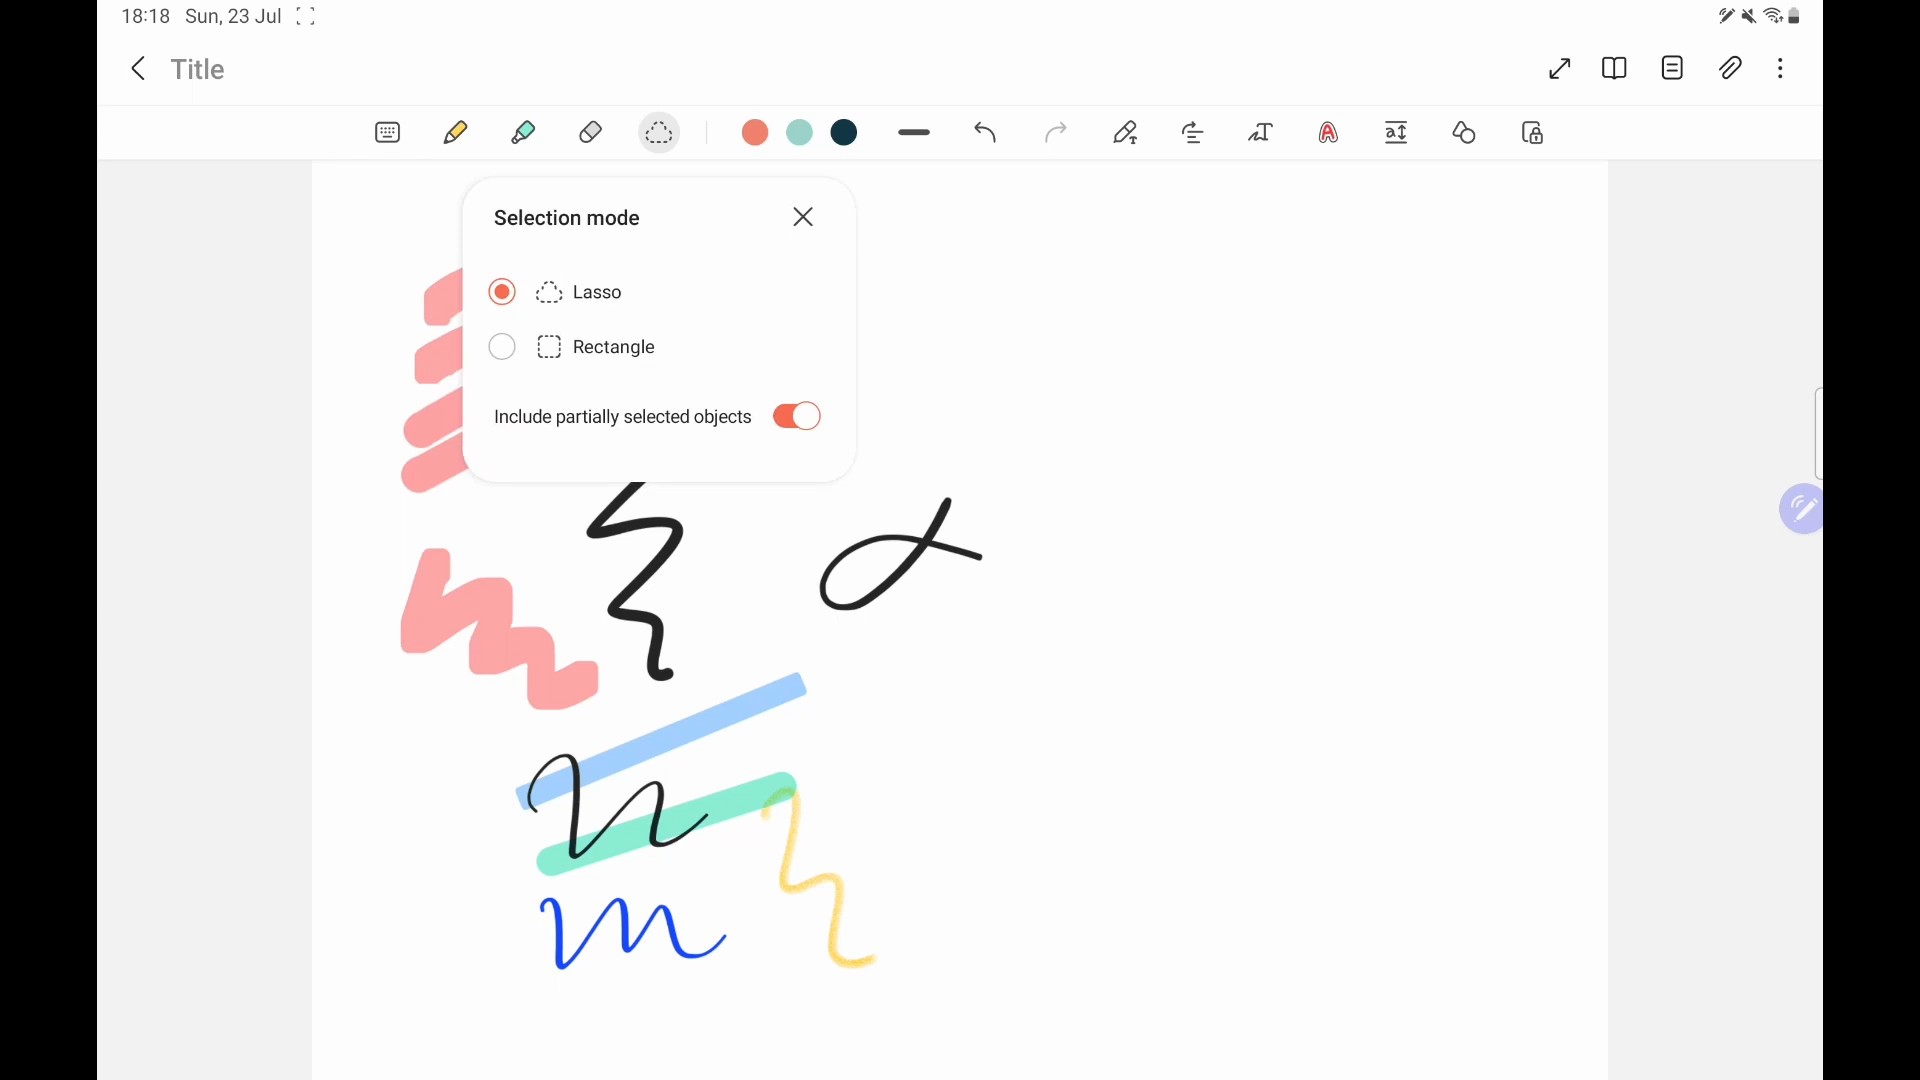 18:18 Sun, 23 Jul
Title
Selection mode
Lasso
Rectangle
Include partially selected objects